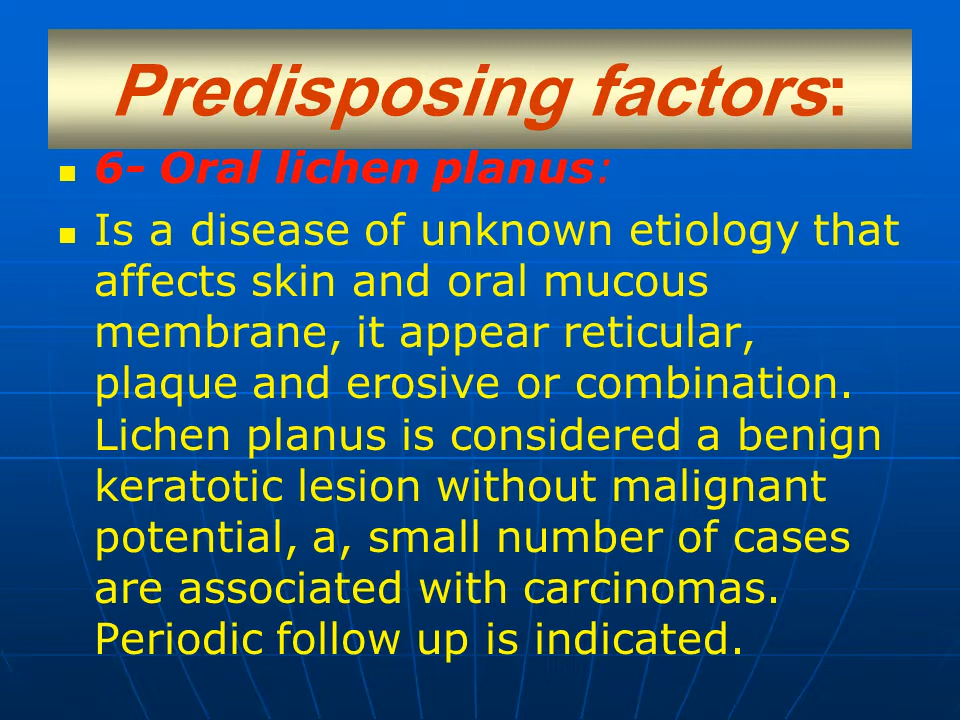 Predisposing factors:
6- Oral lichen planus:
Is a disease of unknown etiology that
affects skin and oral mucous
membrane, it appear reticular,
plaque and erosive or combination.
Lichen planus is considered a benign
keratotic lesion without malignant
potential, a, small number of cases
are associated with carcinomas.
Periodic follow up is indicated.